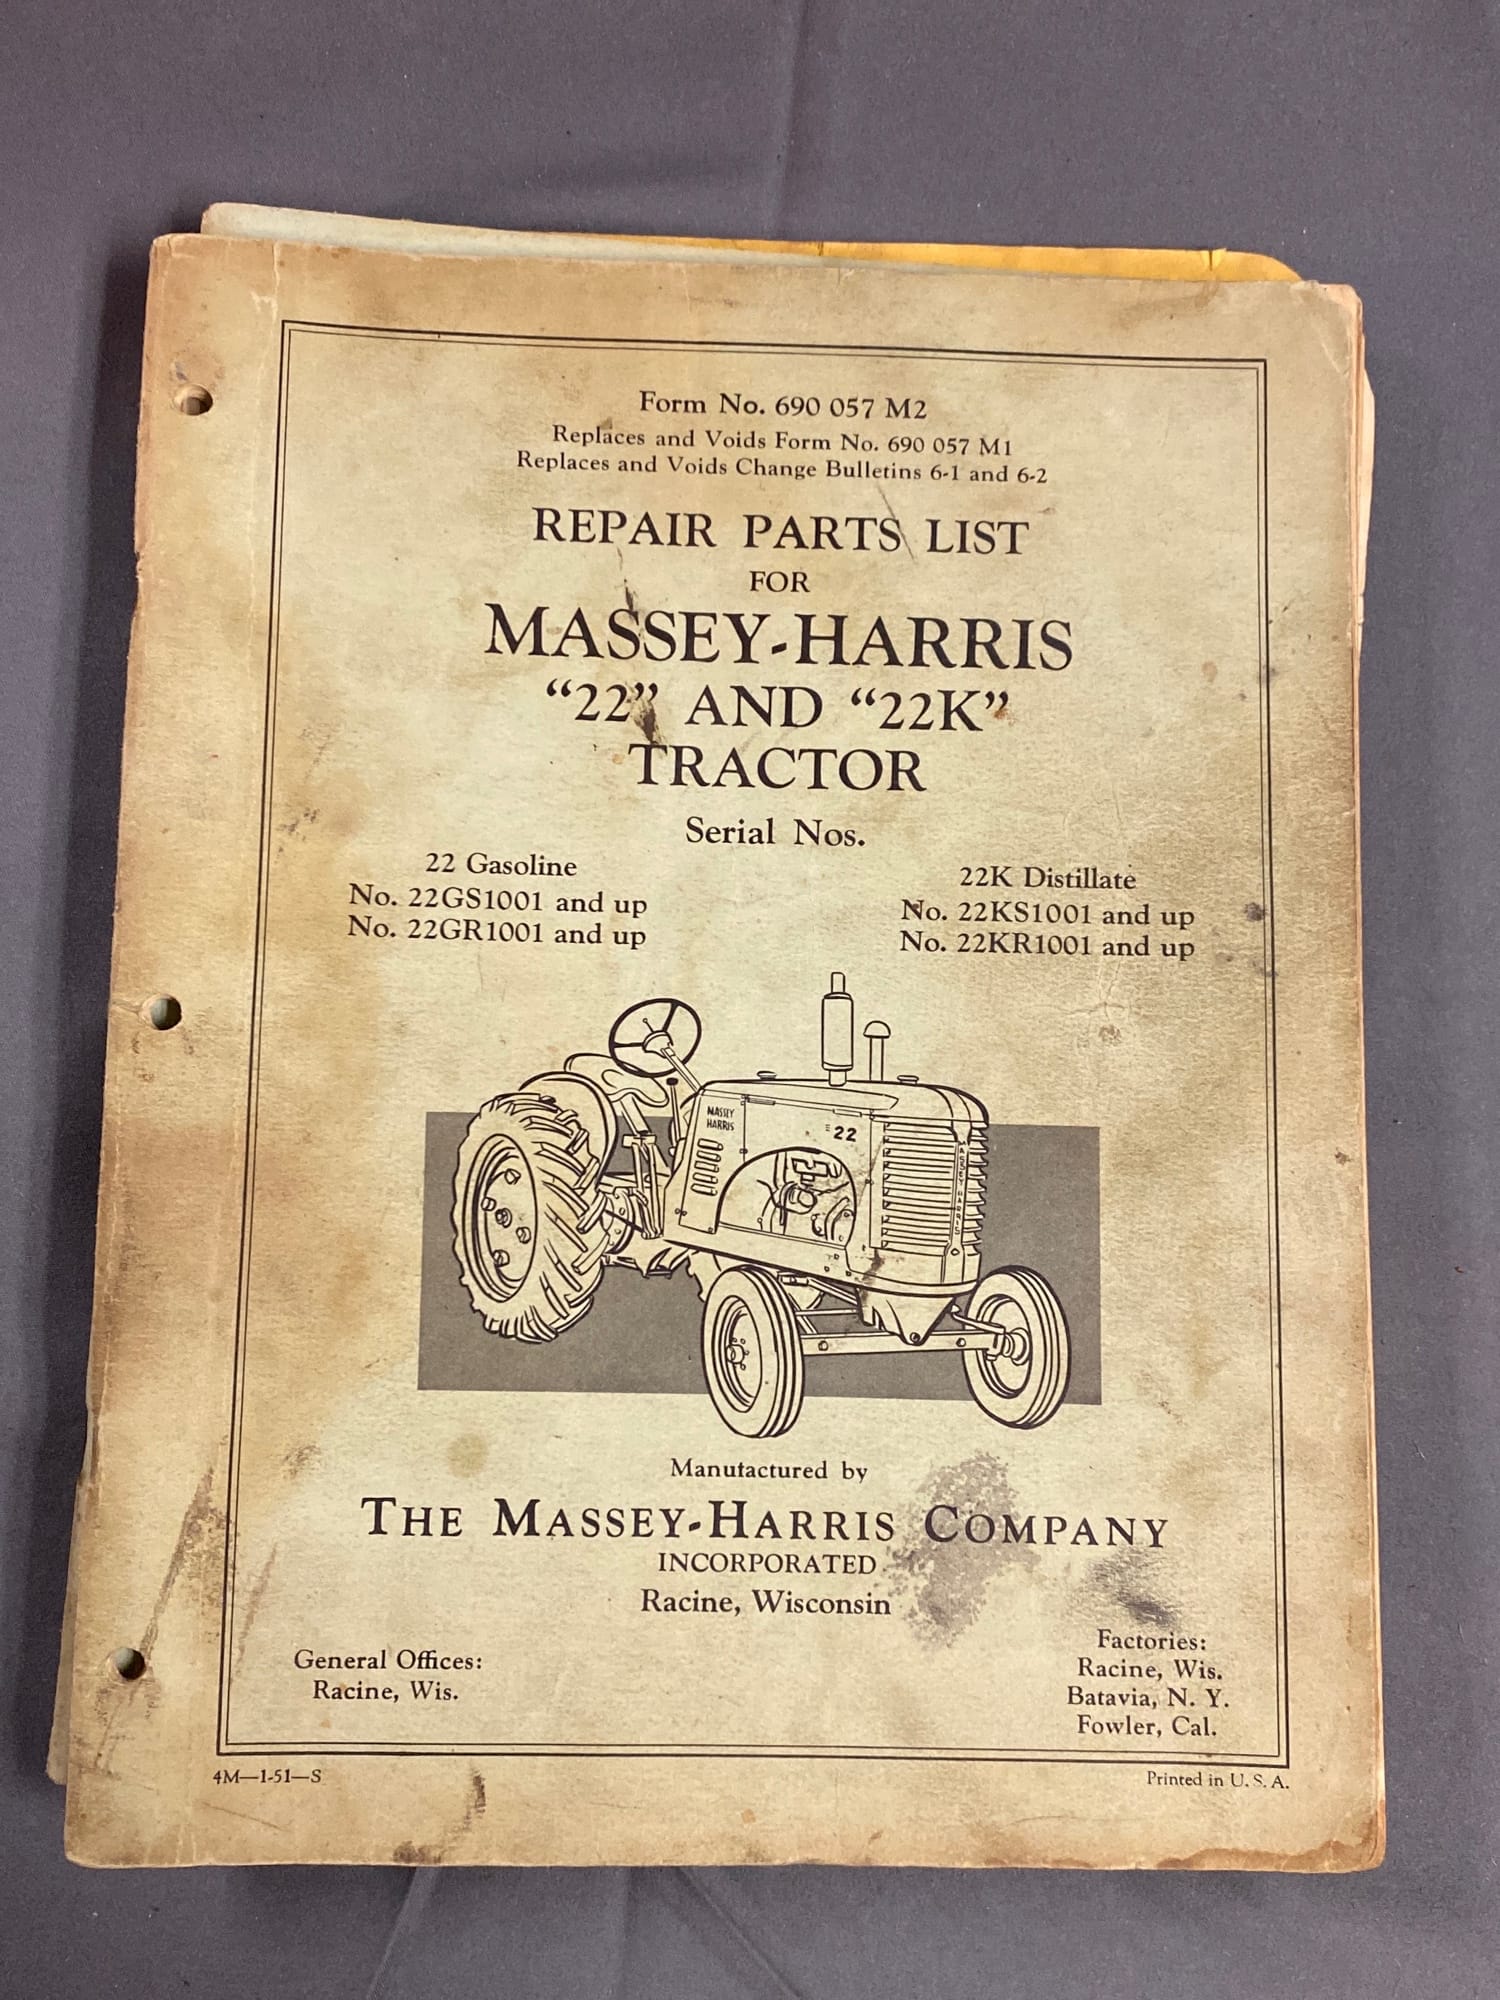 Form No. 690 057 M2
Replaces and Voids Form No. 690 057 M1
Replaces and Voids Change Bulletins 6-1 and 6-2
REPAIR PARTS LIST
FOR
MASSEY-HARRIS
“22” AND “22K”
TRACTOR
Serial Nos.
22 Gasoline
No. 22GS1001 and up
No. 22GR1001 and up
22K Distillate
No. 22KS1001 and up
No. 22KR1001 and up
MASSEY
HARRIS
22
MASSEY HARRIS
Manufactured by
THE MASSEY-HARRIS COMPANY
INCORPORATED
Racine, Wisconsin
General Offices:
Racine, Wis.
Factories:
Racine, Wis.
Batavia, N. Y.
Fowler, Cal.
4M—1-51—S
Printed in U. S. A.